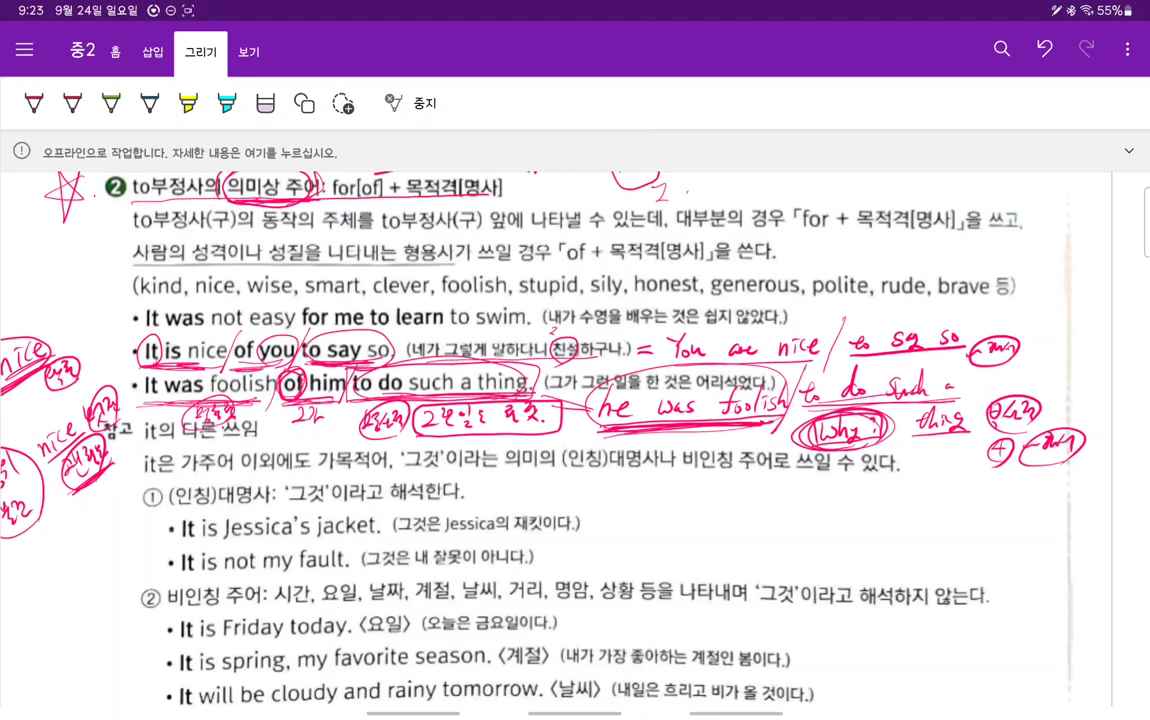 9:23 9월 24일 일요일 55%
중2 홈 삽입 그리기 보기
중지
오프라인으로 작업합니다. 자세한 내용은 여기를 누르십시오.
2 to부정사의 의미상 주어: for[of] + 목적격[명사]
to부정사(구)의 동작의 주체를 to부정사(구) 앞에 나타낼 수 있는데, 대부분의 경우 「for + 목적격[명사]」을 쓰고,
사람의 성격이나 성질을 니티내는 형용사가 쓰일 경우 「of + 목적격[명사]」을 쓴다.
(kind, nice, wise, smart, clever, foolish, stupid, sily, honest, generous, polite, rude, brave 등)
• It was not easy for me to learn to swim. (내가 수영을 배우는 것은 쉽지 않았다.)
• It is nice / of you / to say so. (네가 그렇게 말하다니 친절하구나.) = You are nice / to say so
nice
• It was foolish / of him / to do such a thing. (그가 그런 일을 한 것은 어리석었다.) he was foolish / to do such a thing
Why?
nice
참고 it의 다른 쓰임
it은 가주어 이외에도 가목적어, ‘그것’이라는 의미의 (인칭)대명사나 비인칭 주어로 쓰일 수 있다.
① (인칭)대명사: ‘그것’이라고 해석한다.
• It is Jessica’s jacket. (그것은 Jessica의 재킷이다.)
• It is not my fault. (그것은 내 잘못이 아니다.)
② 비인칭 주어: 시간, 요일, 날짜, 계절, 날씨, 거리, 명암, 상황 등을 나타내며 ‘그것’이라고 해석하지 않는다.
• It is Friday today. 〈요일〉 (오늘은 금요일이다.)
• It is spring, my favorite season. 〈계절〉 (내가 가장 좋아하는 계절인 봄이다.)
• It will be cloudy and rainy tomorrow. 〈날씨〉 (내일은 흐리고 비가 올 것이다.)